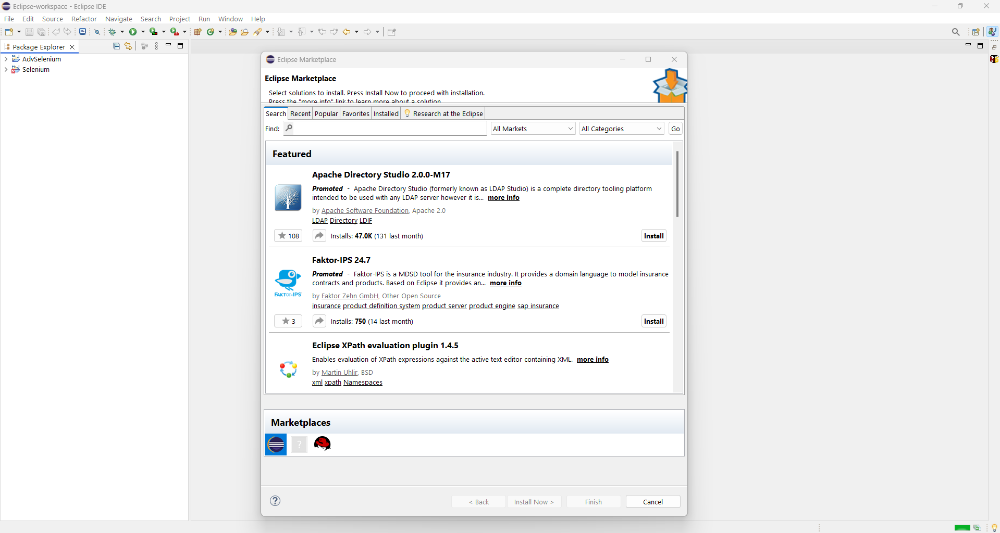 Eclipse-workspace - Eclipse IDE
File Edit Source Refactor Navigate Search Project Run Window Help
Package Explorer
AdvSelenium
Selenium
Eclipse Marketplace
Eclipse Marketplace
Select solutions to install. Press Install Now to proceed with installation.
Press the "more info" link to learn more about a solution.
Search Recent Popular Favorites Installed Research at the Eclipse
Find: All Markets All Categories Go
Featured
Apache Directory Studio 2.0.0-M17
Promoted - Apache Directory Studio (formerly known as LDAP Studio) is a complete directory tooling platform
intended to be used with any LDAP server however it is... more info
by Apache Software Foundation, Apache 2.0
LDAP Directory LDIF
108 Installs: 47.0K (131 last month) Install
Faktor-IPS 24.7
Promoted - Faktor-IPS is a MDSD tool for the insurance industry. It provides a domain language to model insurance
contracts and products. Based on Eclipse it provides an... more info
FAKTOR-IPS
by Faktor Zehn GmbH, Other Open Source
insurance product definition system product server product engine sap insurance
3 Installs: 750 (14 last month) Install
Eclipse XPath evaluation plugin 1.4.5
Enables evaluation of XPath expressions against the active text editor containing XML. more info
by Martin Uhlir, BSD
xml xpath Namespaces
Marketplaces
?
? < Back Install Now > Finish Cancel